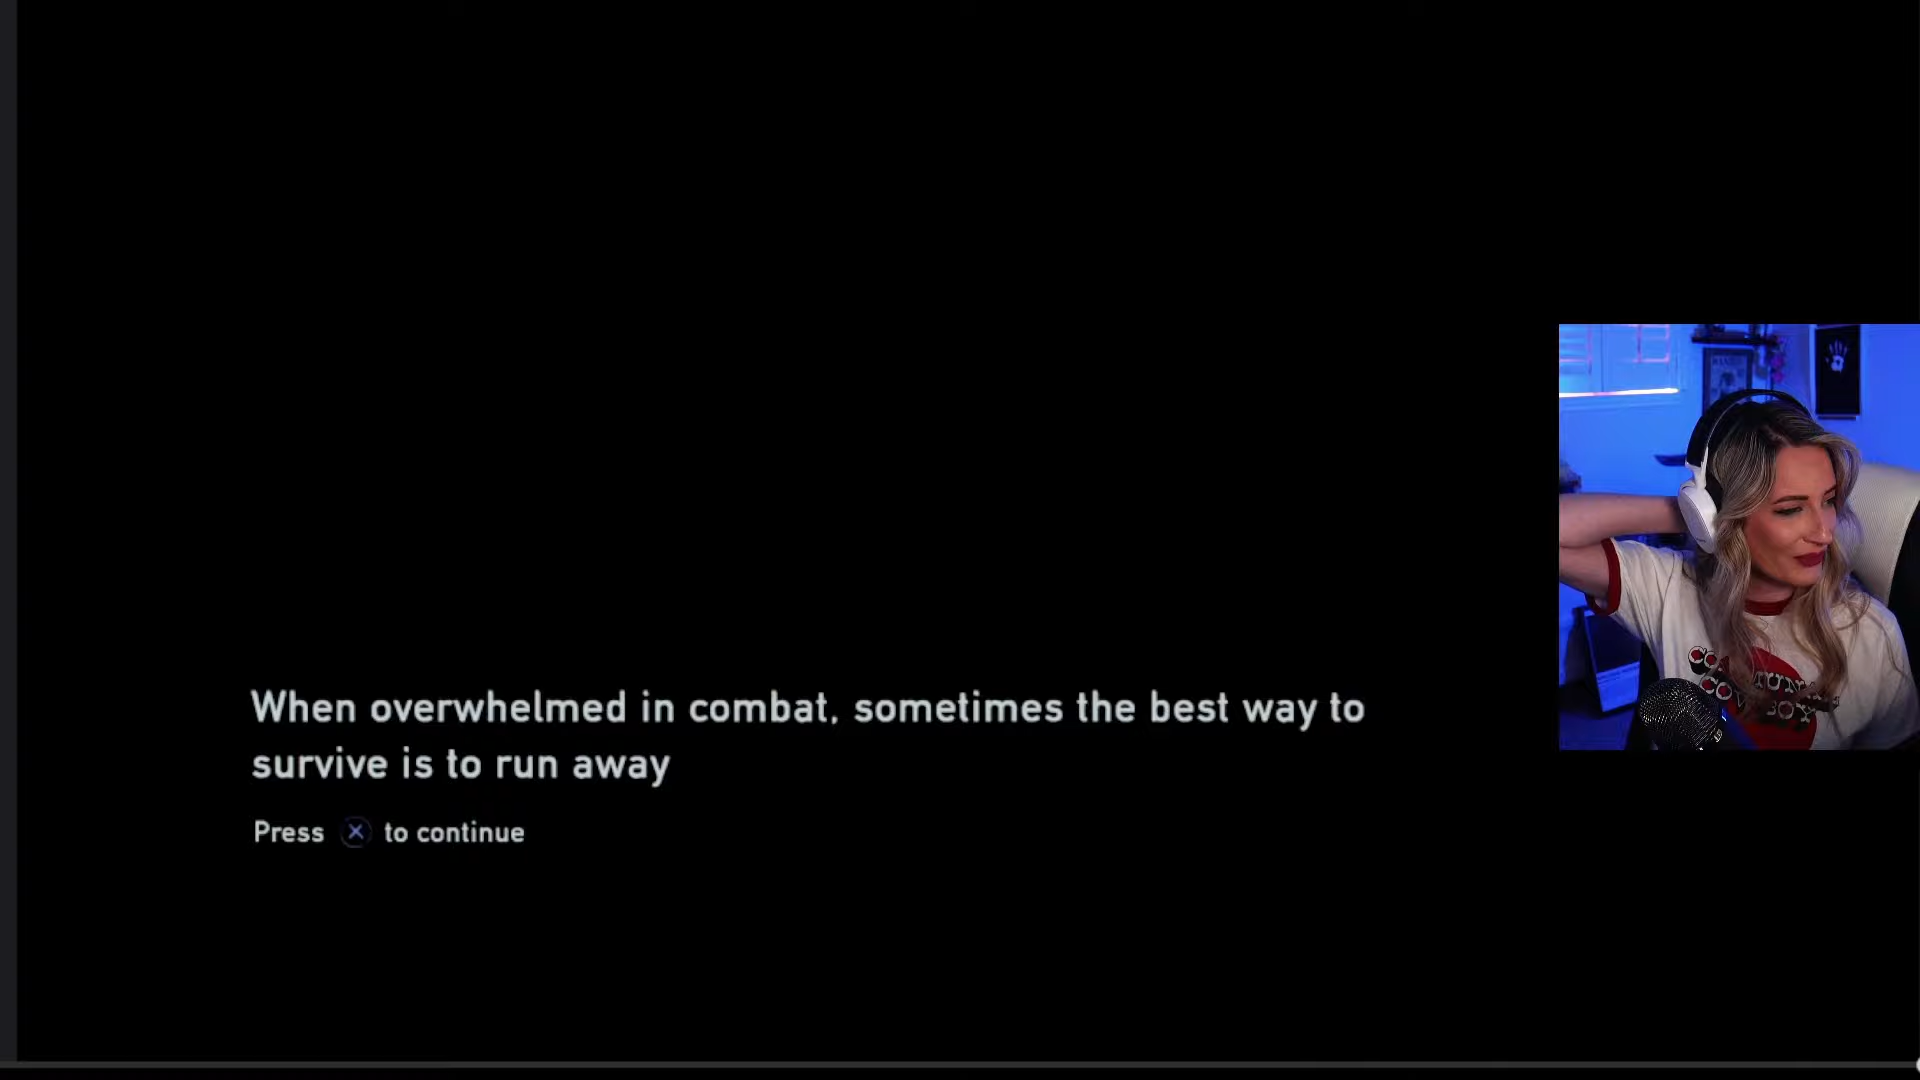 When overwhelmed in combat, sometimes the best way to
survive is to run away
Press ⓧ to continue